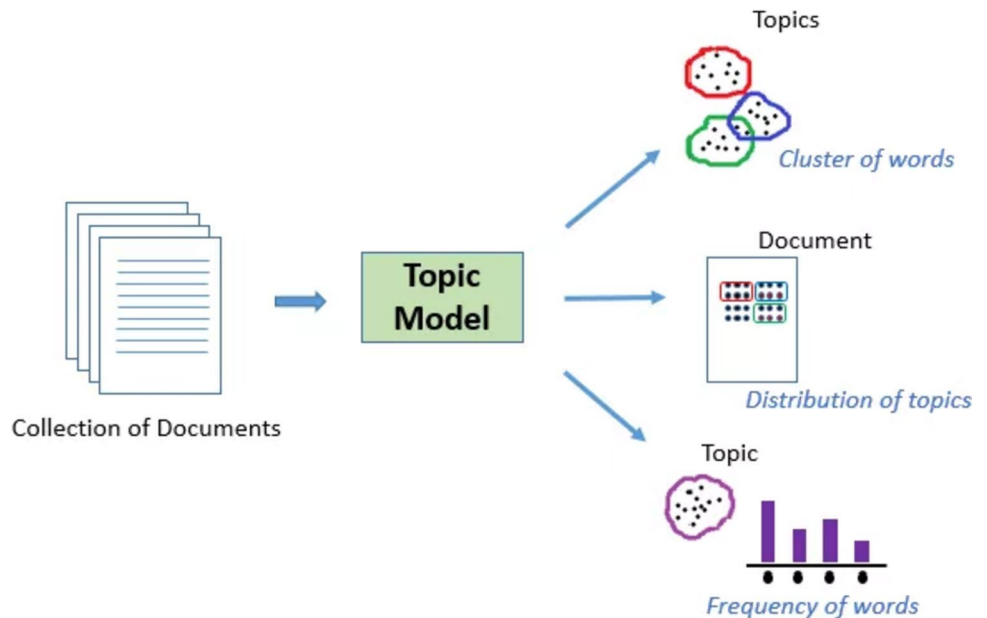 Topics
Cluster of words
Document
Topic
Model
Distribution of topics
Collection of Documents
Topic
Frequency of words